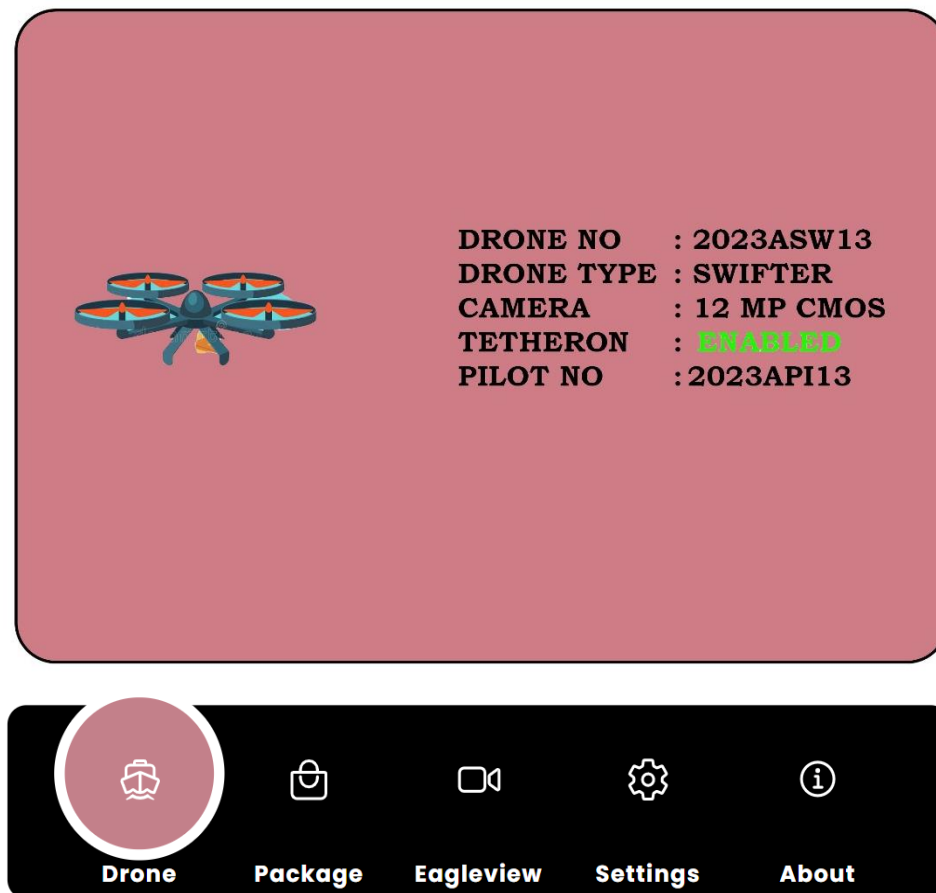 DRONE NO : 2023ASW13
DRONE TYPE : SWIFTER
CAMERA : 12 MP CMOS
TETHERON : ENABLED
PILOT NO : 2023API13
Drone Package Eagleview Settings About